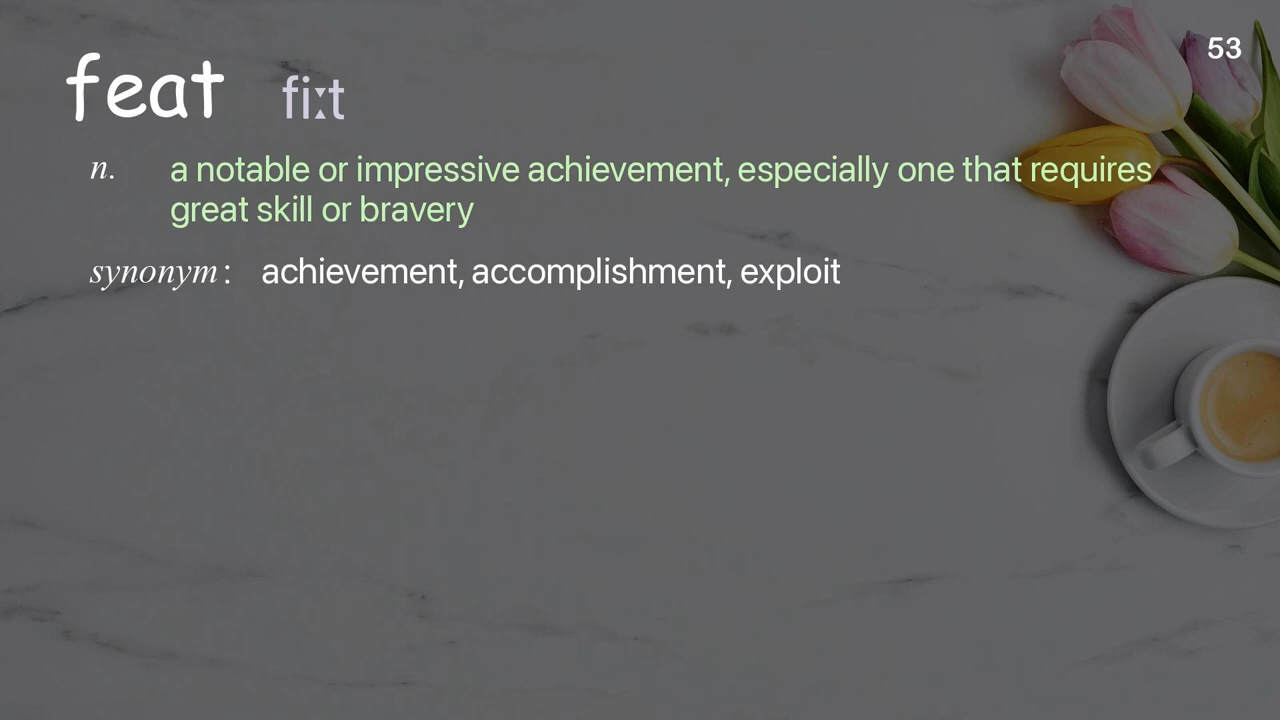 53
feat fiːt
n. a notable or impressive achievement, especially one that requires
great skill or bravery
synonym: achievement, accomplishment, exploit